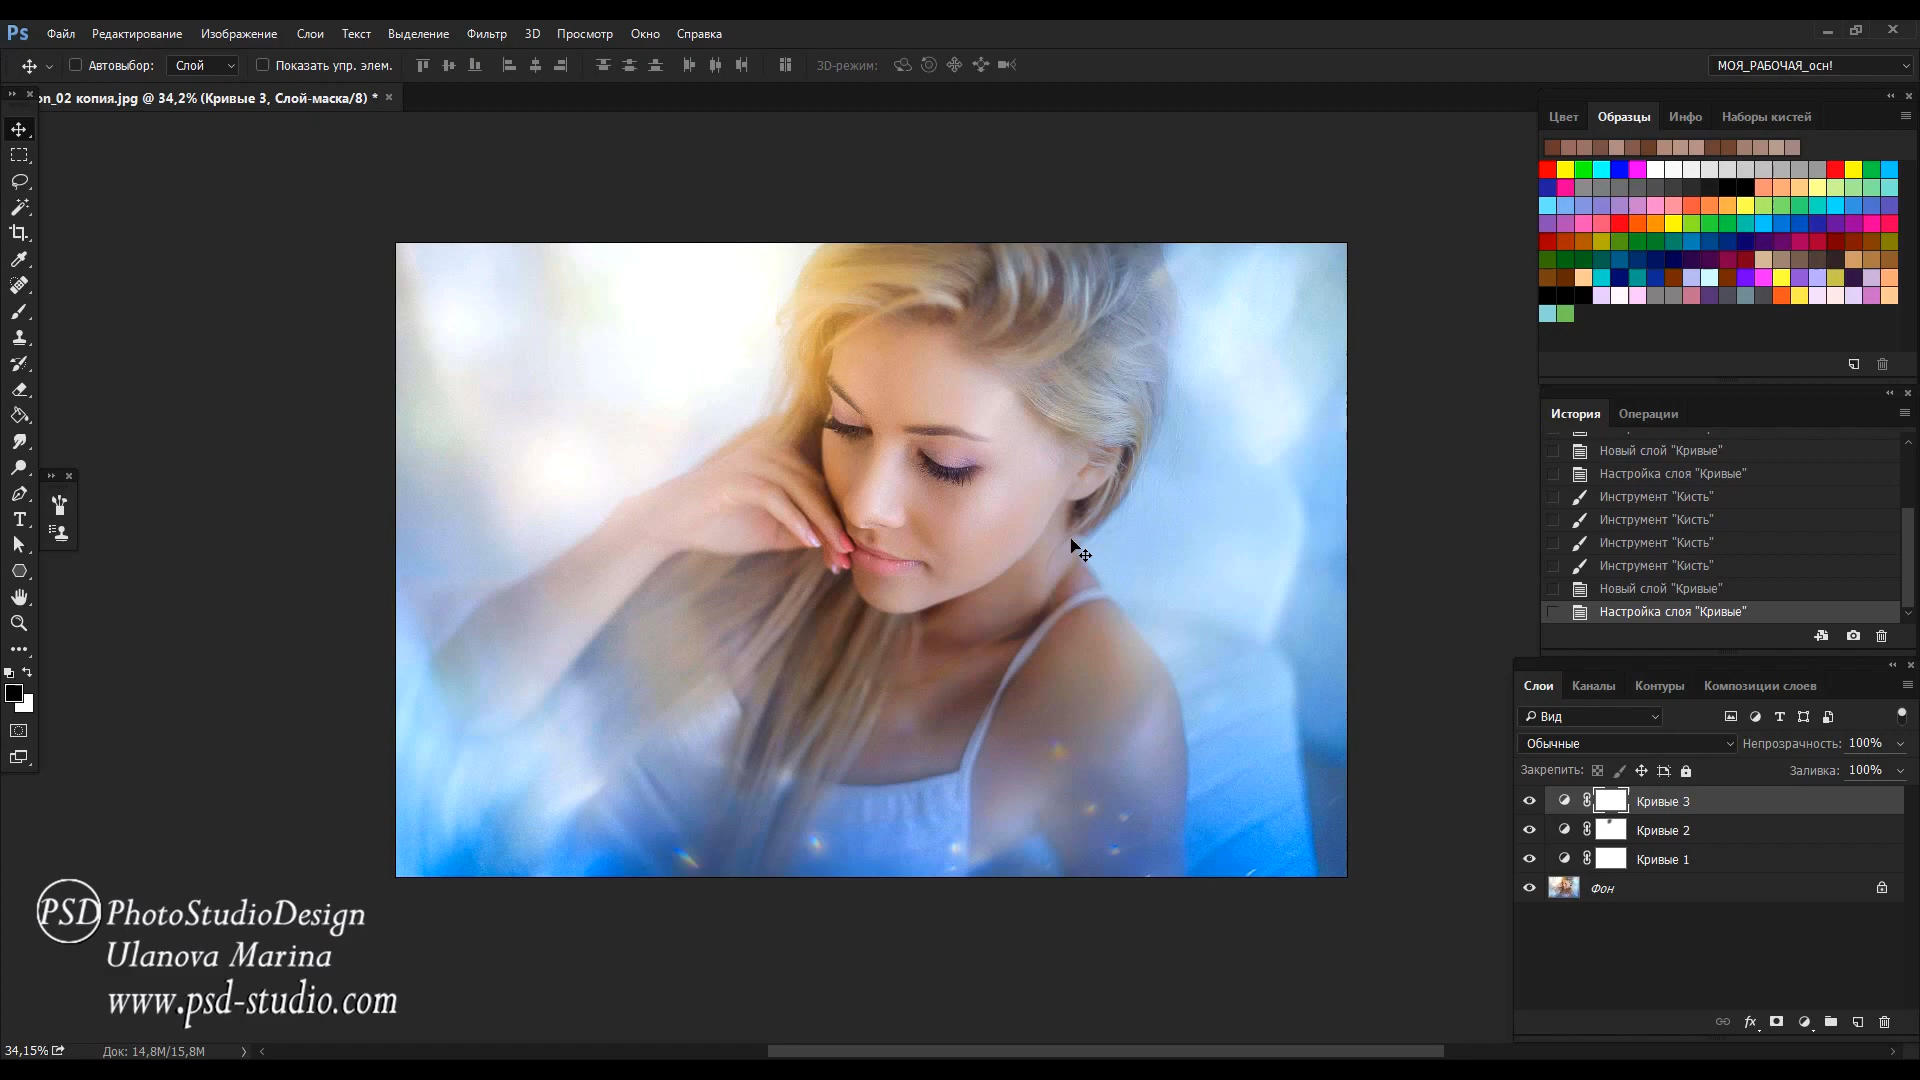 Ps Файл Редактирование Изображение Слои Текст Выделение Фильтр 3D Просмотр Окно Справка
Автовыбор: Слой Показать упр. элем. 3D-режим: МОЯ_РАБОЧАЯ_осн!
on_02 копия.jpg @ 34,2% (Кривые 3, Слой-маска/8) *
Цвет Образцы Инфо Наборы кистей
История Операции
Новый слой "Кривые"
Настройка слоя "Кривые"
Инструмент "Кисть"
Инструмент "Кисть"
Инструмент "Кисть"
Инструмент "Кисть"
Новый слой "Кривые"
Настройка слоя "Кривые"
Слои Каналы Контуры Композиции слоев
Вид
Обычные Непрозрачность: 100%
Закрепить: Заливка: 100%
Кривые 3
Кривые 2
Кривые 1
Фон
fx
PSD PhotoStudioDesign
Ulanova Marina
www.psd-studio.com
34,15% Док: 14,8M/15,8M